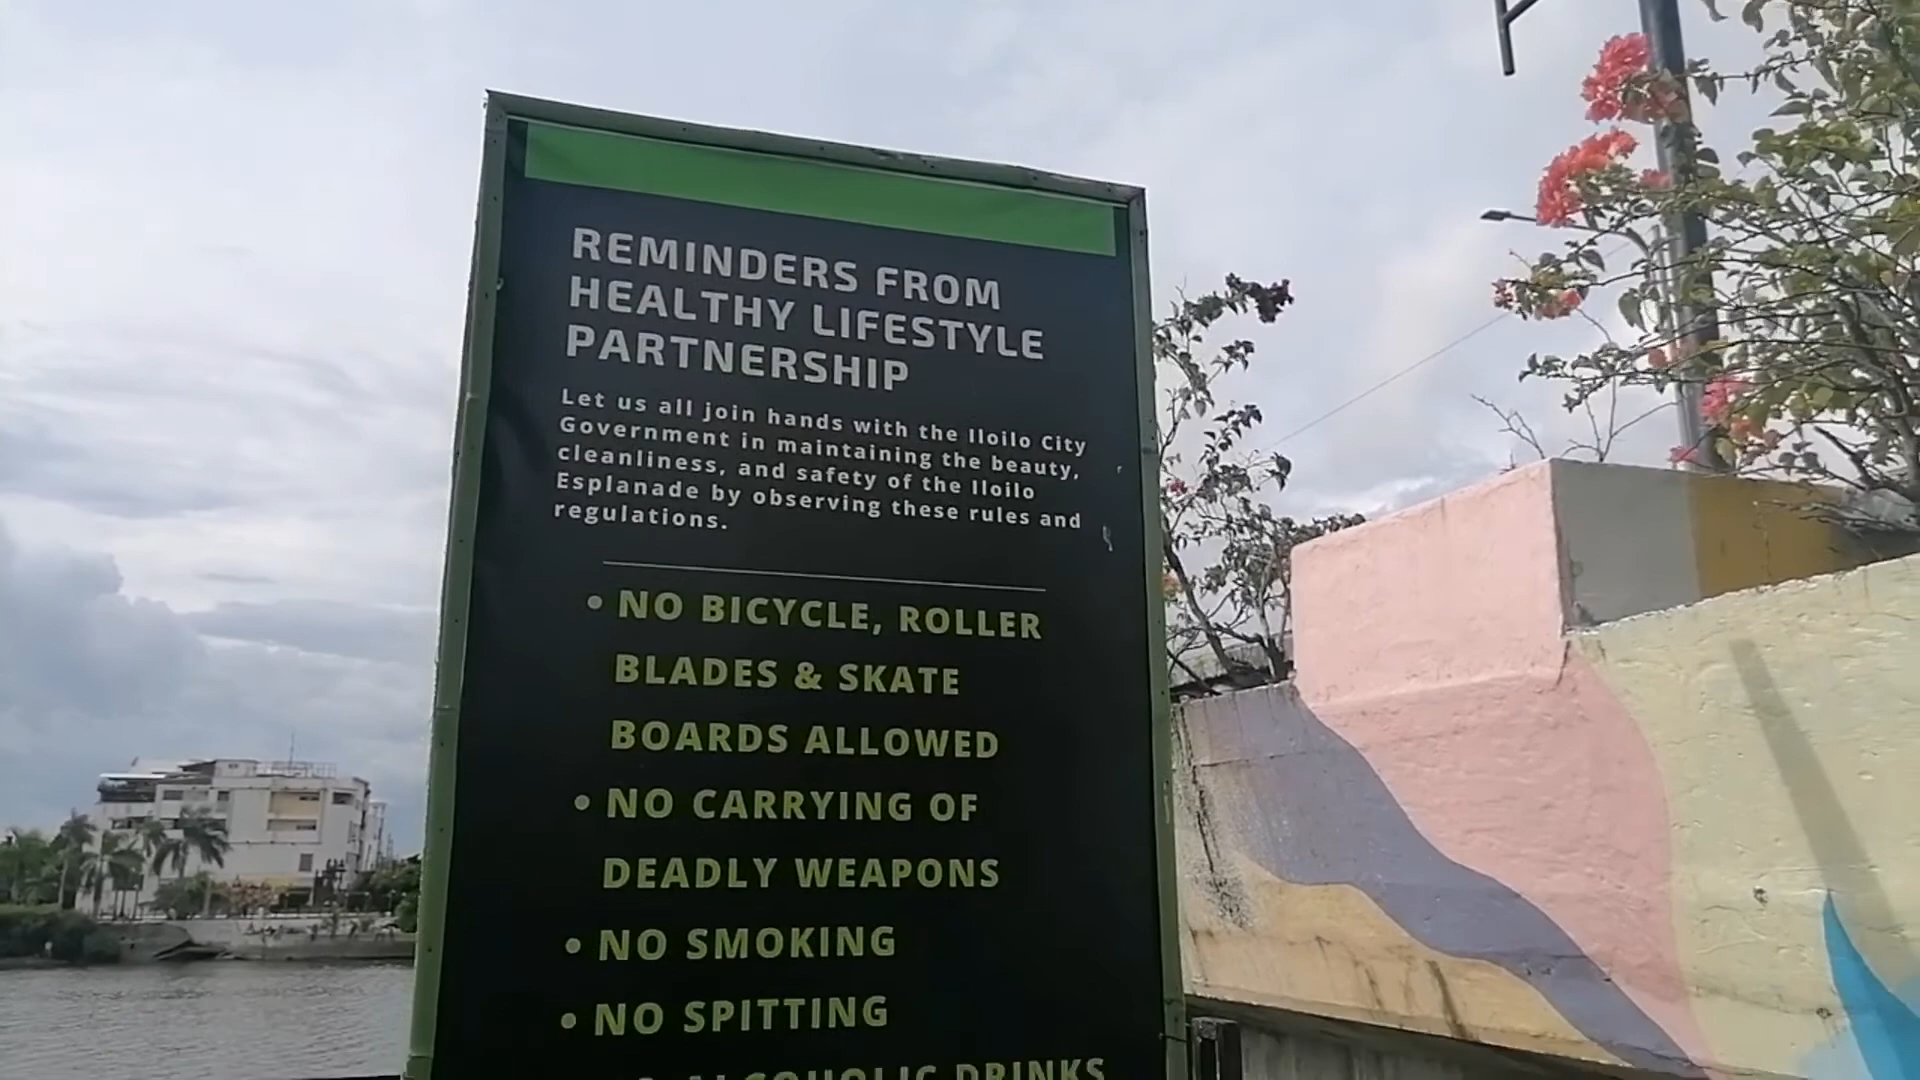 REMINDERS FROM
HEALTHY LIFESTYLE
PARTNERSHIP
Let us all join hands with the Iloilo City
Government in maintaining the beauty,
cleanliness, and safety of the Iloilo
Esplanade by observing these rules and
regulations.
• NO BICYCLE, ROLLER
BLADES & SKATE
BOARDS ALLOWED
• NO CARRYING OF
DEADLY WEAPONS
• NO SMOKING
• NO SPITTING
ALCOHOLIC DRINKS